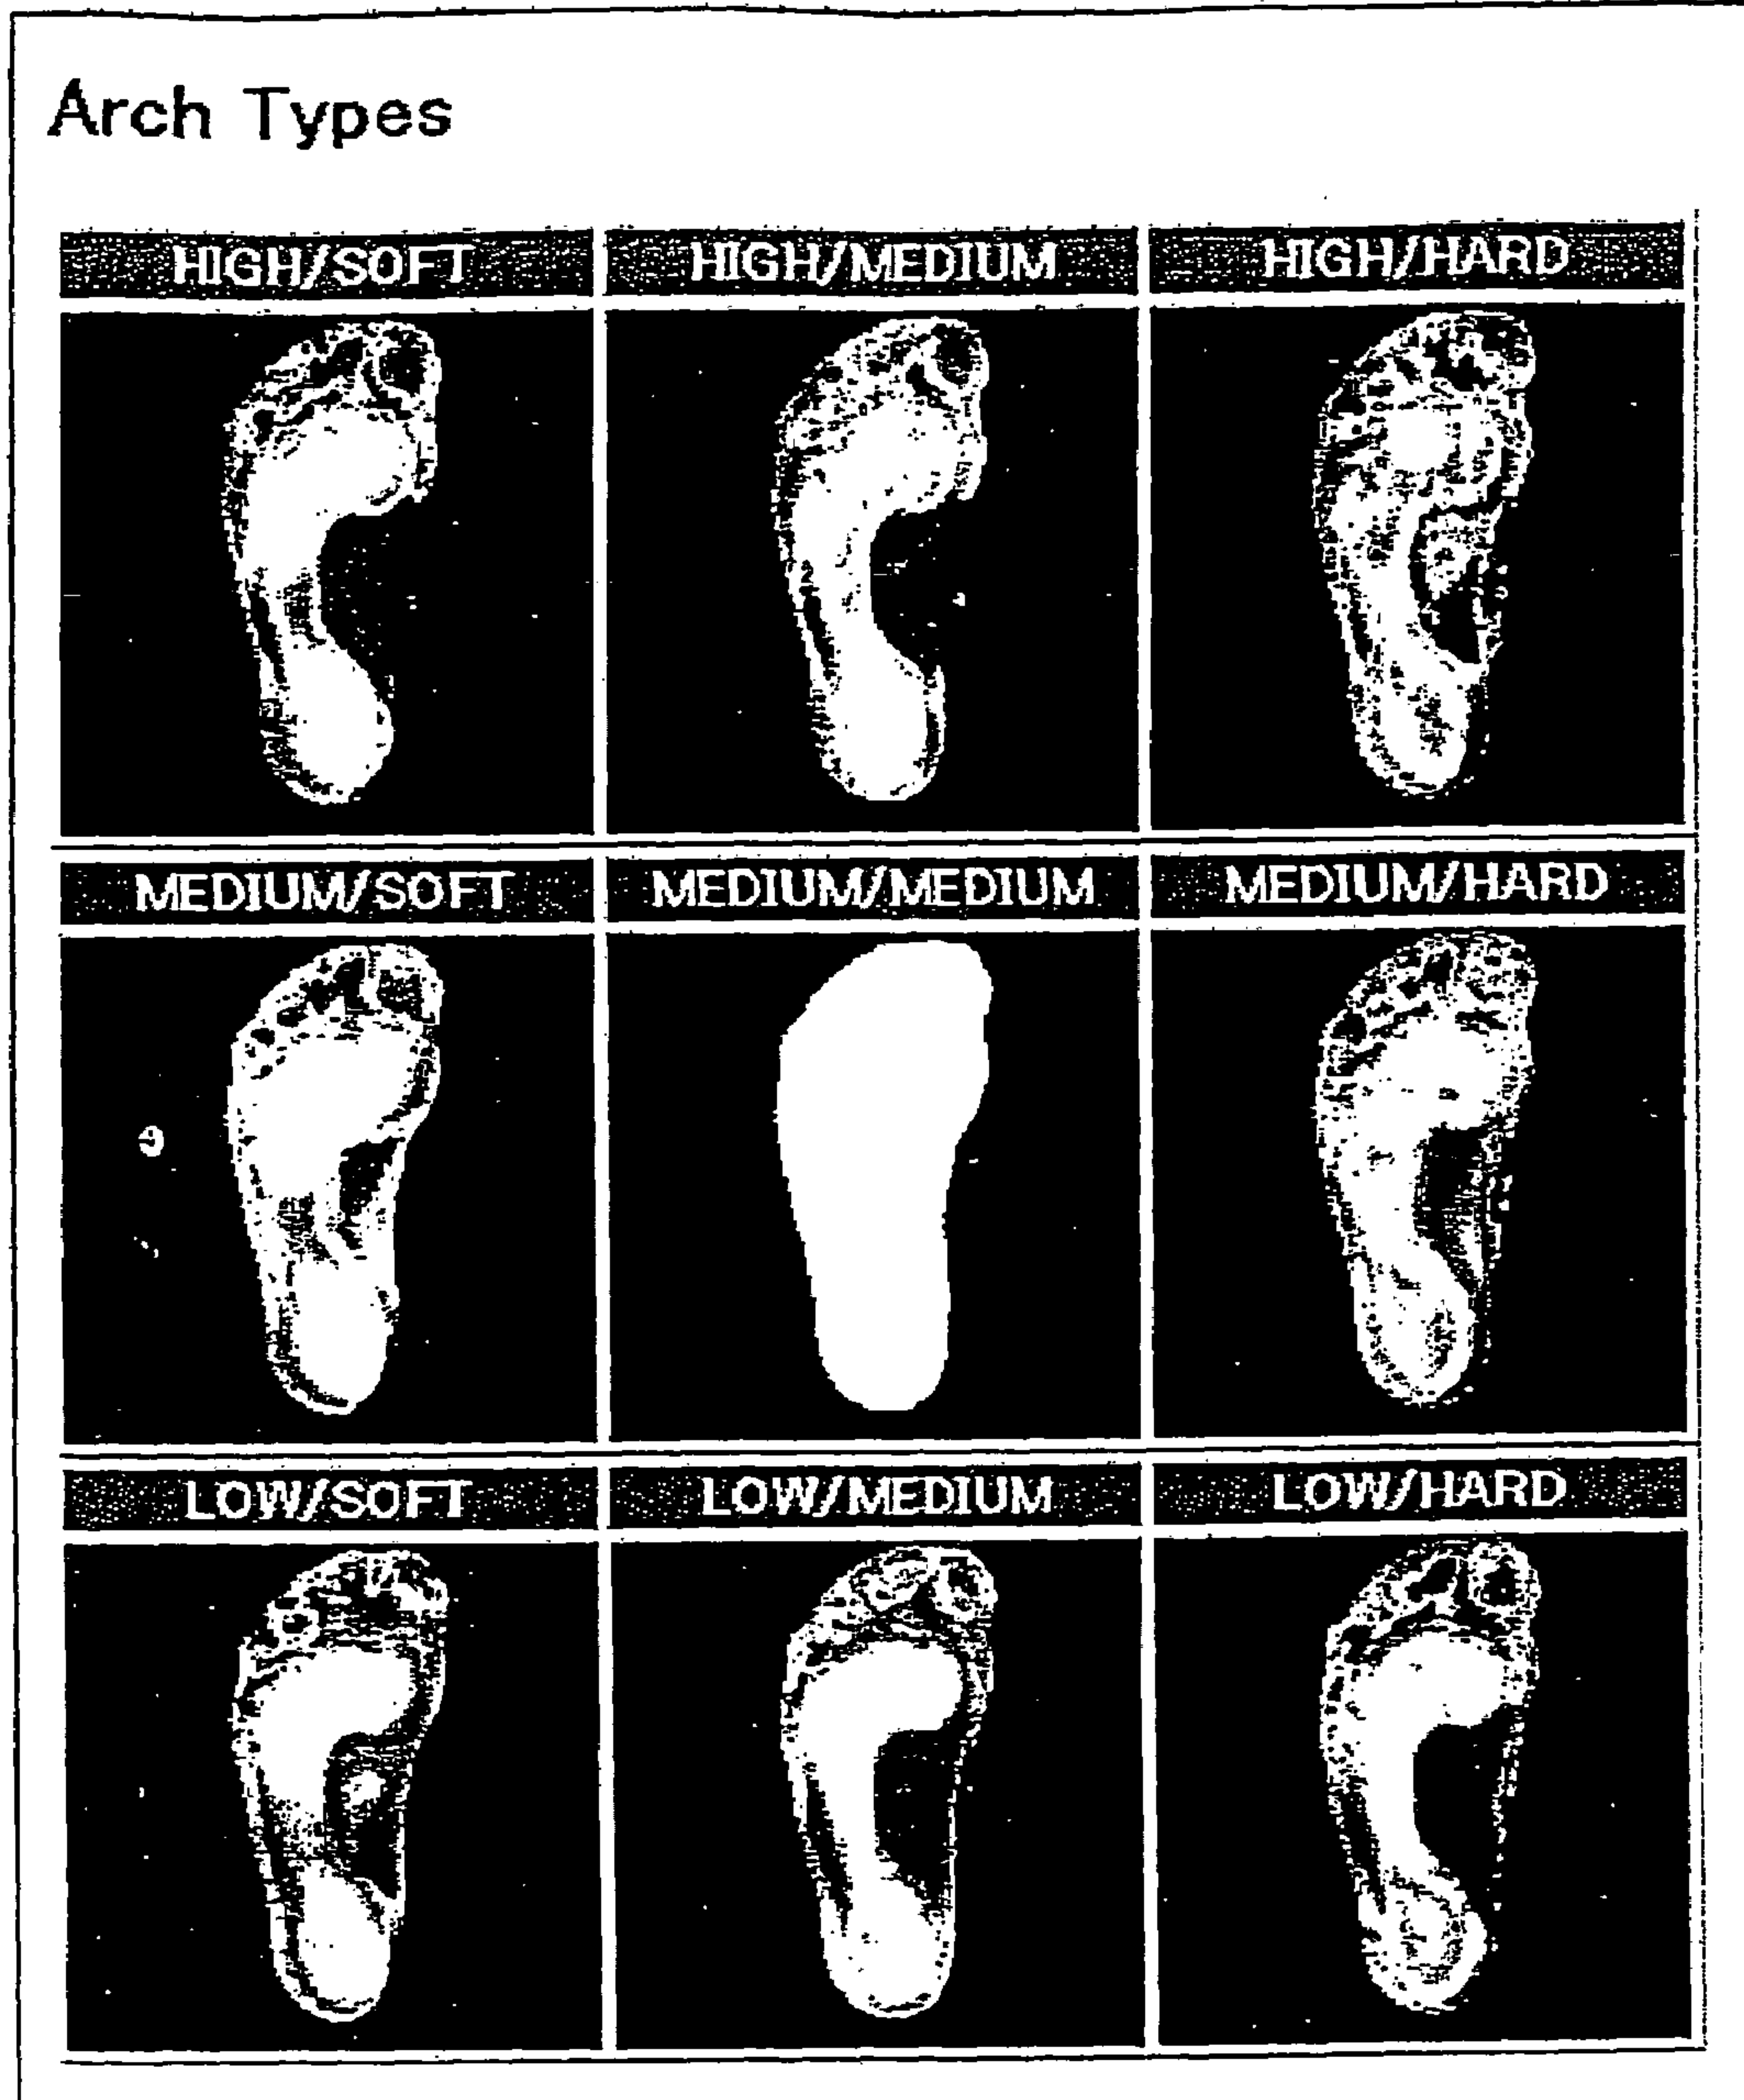 Arch Types
HIGH/SOFT HIGH/MEDIUM HIGH/HARD
MEDIUM/SOFT MEDIUM/MEDIUM MEDIUM/HARD
LOW/SOFT LOW/MEDIUM LOW/HARD